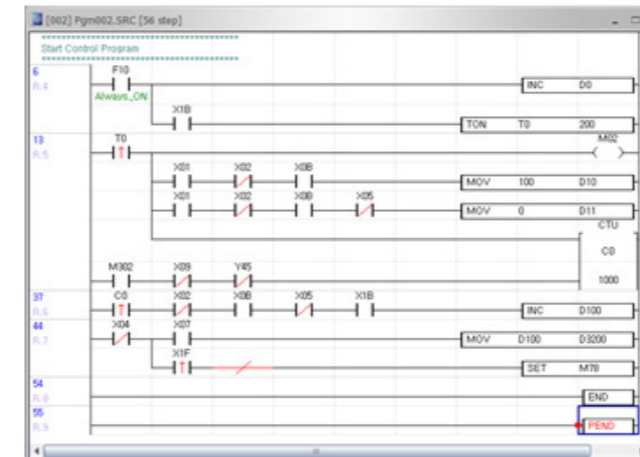 [002] Pgm002.SRC [56 step]
Start Control Program
6 F10
R.4 INC D0
Always_ON
X1B
TON T0 200
13 T0 M02
R.5
X01 X02 X0B
MOV 100 D10
X01 X02 X0B X05
MOV 0 D11
CTU
C0
M302 X09 Y45
1000
37 C0 X02 X0B X05 X1B
R.6 INC D100
44 X04 X07
R.7 MOV D100 D3200
X1F
SET M78
54
R.8 END
55
R.9 PEND